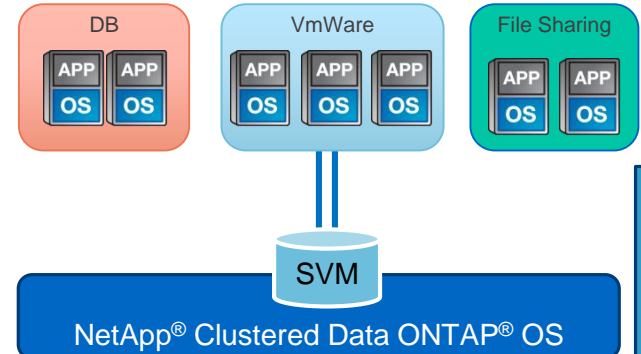 DB
VmWare
File Sharing
APP APP
OS OS
APP APP APP
OS OS OS
APP APP
OS OS
SVM
NetApp® Clustered Data ONTAP® OS